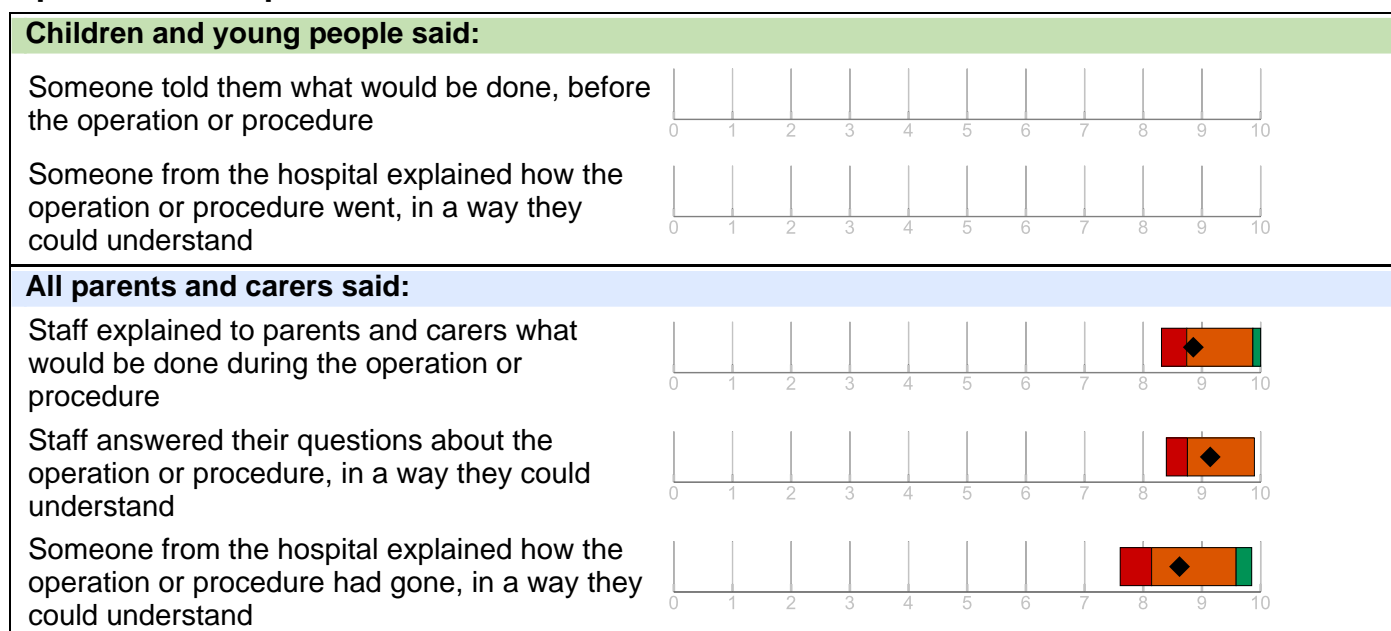 Children and young people said:
Someone told them what would be done, before
the operation or procedure
0 1 2 3 4 5 6 7 8 9 10
Someone from the hospital explained how the
operation or procedure went, in a way they
could understand
0 1 2 3 4 5 6 7 8 9 10
All parents and carers said:
Staff explained to parents and carers what
would be done during the operation or
procedure
0 1 2 3 4 5 6 7 8 9 10
Staff answered their questions about the
operation or procedure, in a way they could
understand
0 1 2 3 4 5 6 7 8 9 10
Someone from the hospital explained how the
operation or procedure had gone, in a way they
could understand
0 1 2 3 4 5 6 7 8 9 10